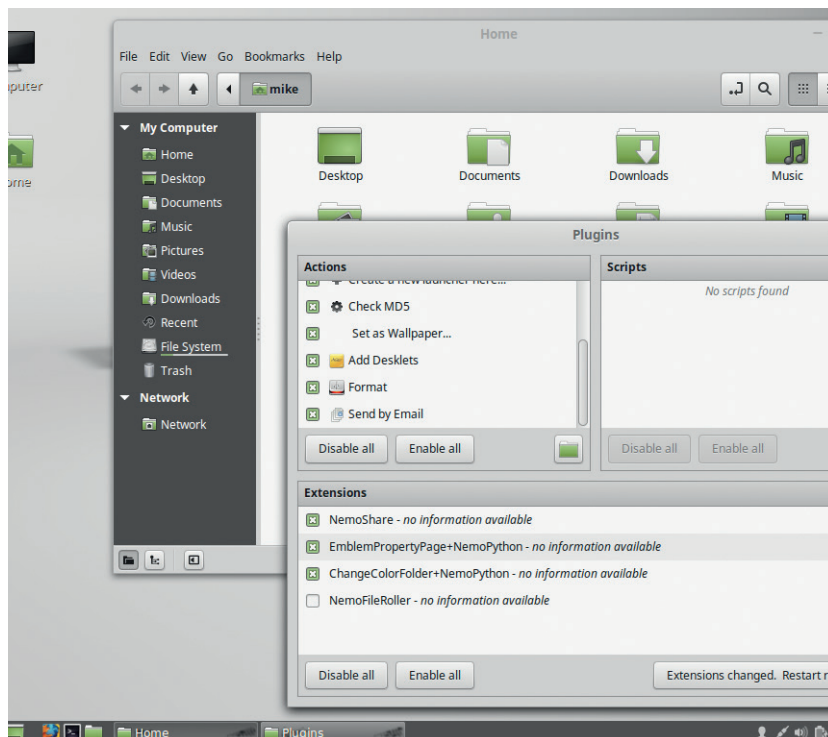 Home
File Edit View Go Bookmarks Help
mike
My Computer
Home
Desktop
Documents
Music
Pictures
Videos
Downloads
Recent
File System
Trash
Network
Network
Desktop Documents Downloads Music
Plugins
Actions
Create a new launcher here...
Check MD5
Set as Wallpaper...
Add Desklets
Format
Send by Email
Disable all Enable all
Scripts
No scripts found
Disable all Enable all
Extensions
NemoShare - no information available
EmblemPropertyPage+NemoPython - no information available
ChangeColorFolder+NemoPython - no information available
NemoFileRoller - no information available
Disable all Enable all
Extensions changed. Restart
Home Plugins